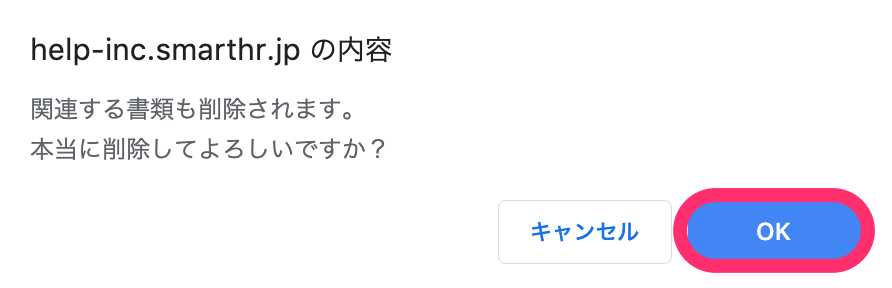 help-inc.smarthr.jp の内容
関連する書類も削除されます。
本当に削除してよろしいですか？
キャンセル
OK